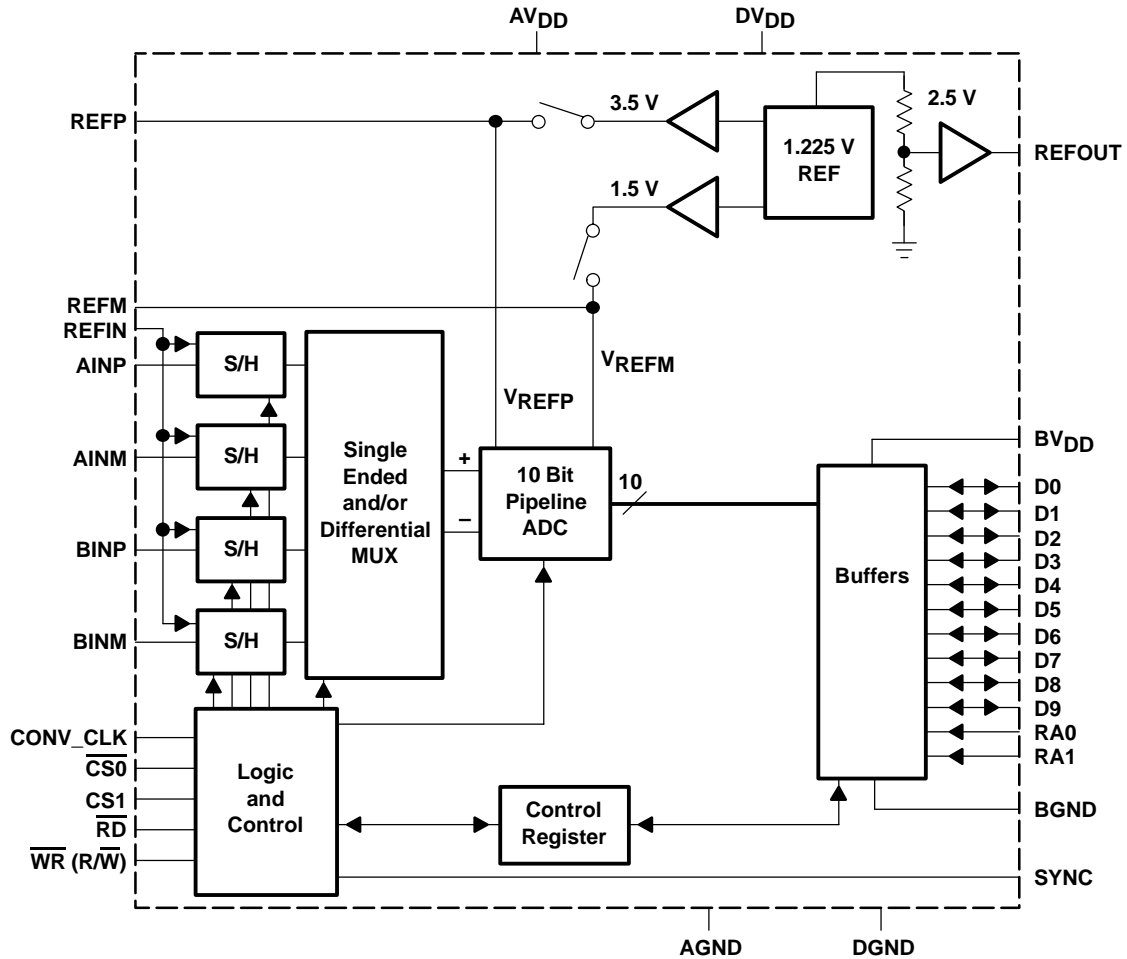 AVDD
DVDD
REFP
3.5 V
2.5 V
1.225 V
REF
REFOUT
1.5 V
REFM
REFIN
AINP
S/H
VREFM
VREFP
AINM
S/H
Single
Ended
and/or
Differential
MUX
+
−
10 Bit
Pipeline
ADC
10
BVDD
BINP
S/H
BINM
S/H
Buffers
D0
D1
D2
D3
D4
D5
D6
D7
D8
D9
RA0
RA1
CONV_CLK
C̅S̅0̅
CS1
R̅D̅
W̅R̅ (R/W̅)
Logic
and
Control
Control
Register
BGND
SYNC
AGND
DGND